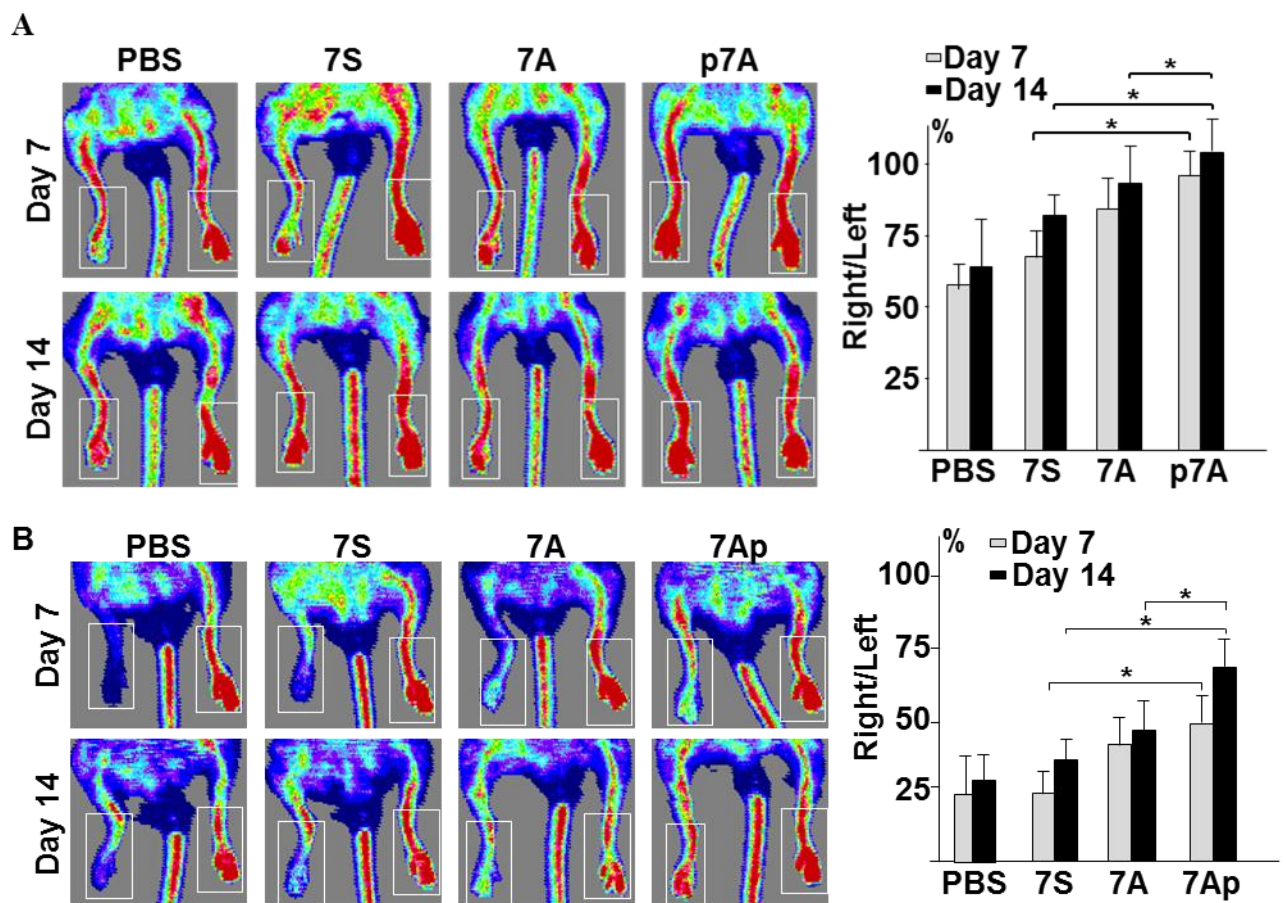 A
PBS 7S 7A p7A
Day 7
Day 14
Day 7
Day 14
* 
*
*
%
100
75
50
25
Right/Left
PBS 7S 7A p7A
B
PBS 7S 7A 7Ap
Day 7
Day 14
% Day 7
Day 14
*
*
*
100
75
50
25
Right/Left
PBS 7S 7A 7Ap